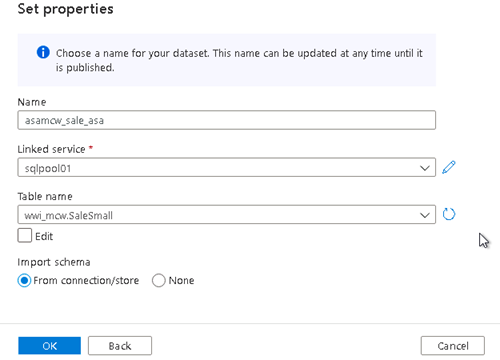 Set properties
Choose a name for your dataset. This name can be updated at any time until it
is published.
Name
asamcw_sale_asa
Linked service *
sqlpool01
Table name
wwi_mcw.SaleSmall
Edit
Import schema
From connection/store None
OK Back Cancel